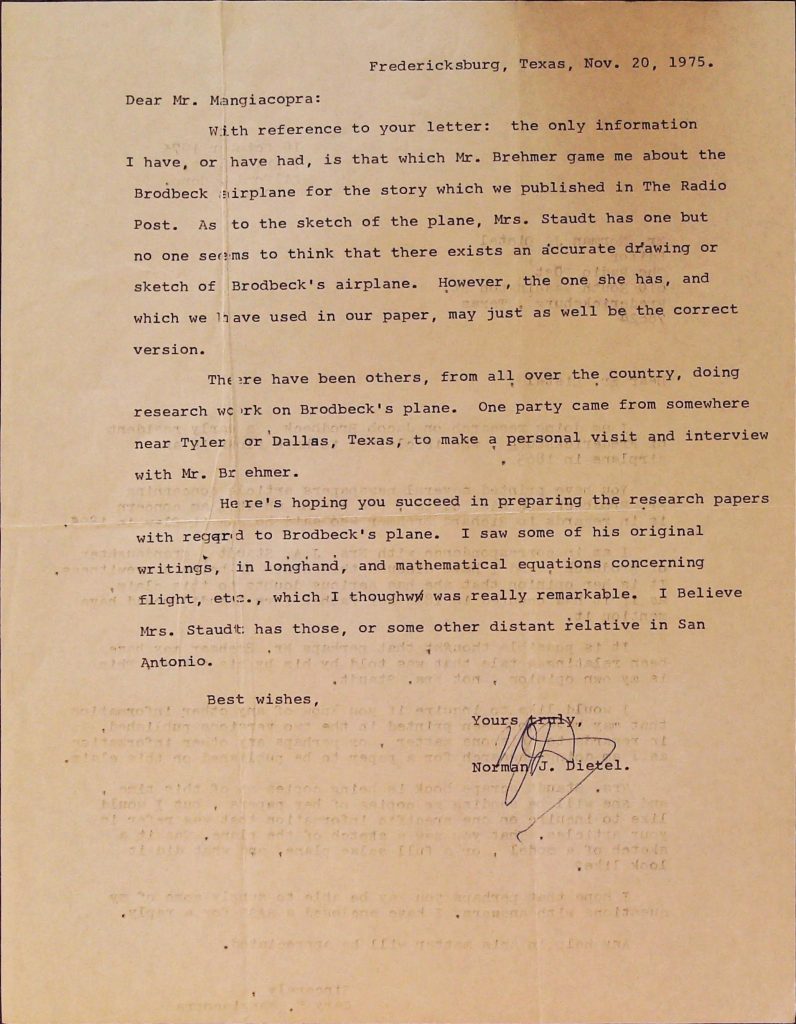 Fredericksburg, Texas, Nov. 20, 1975.
Dear Mr. Mangiacopra:
With reference to your letter: the only information
I have, or have had, is that which Mr. Brehmer game me about the
Brodbeck airplane for the story which we published in The Radio
Post. As to the sketch of the plane, Mrs. Staudt has one but
no one seems to think that there exists an accurate drawing or
sketch of Brodbeck's airplane. However, the one she has, and
which we have used in our paper, may just as well be the correct
version.
There have been others, from all over the country, doing
research work on Brodbeck's plane. One party came from somewhere
near Tyler or Dallas, Texas, to make a personal visit and interview
with Mr. Brehmer.
Here's hoping you succeed in preparing the research papers
with regard to Brodbeck's plane. I saw some of his original
writings, in longhand, and mathematical equations concerning
flight, etc., which I thoughw was really remarkable. I Believe
Mrs. Staudt has those, or some other distant relative in San
Antonio.
Best wishes,
Yours truly,
Norman J. Dietel.